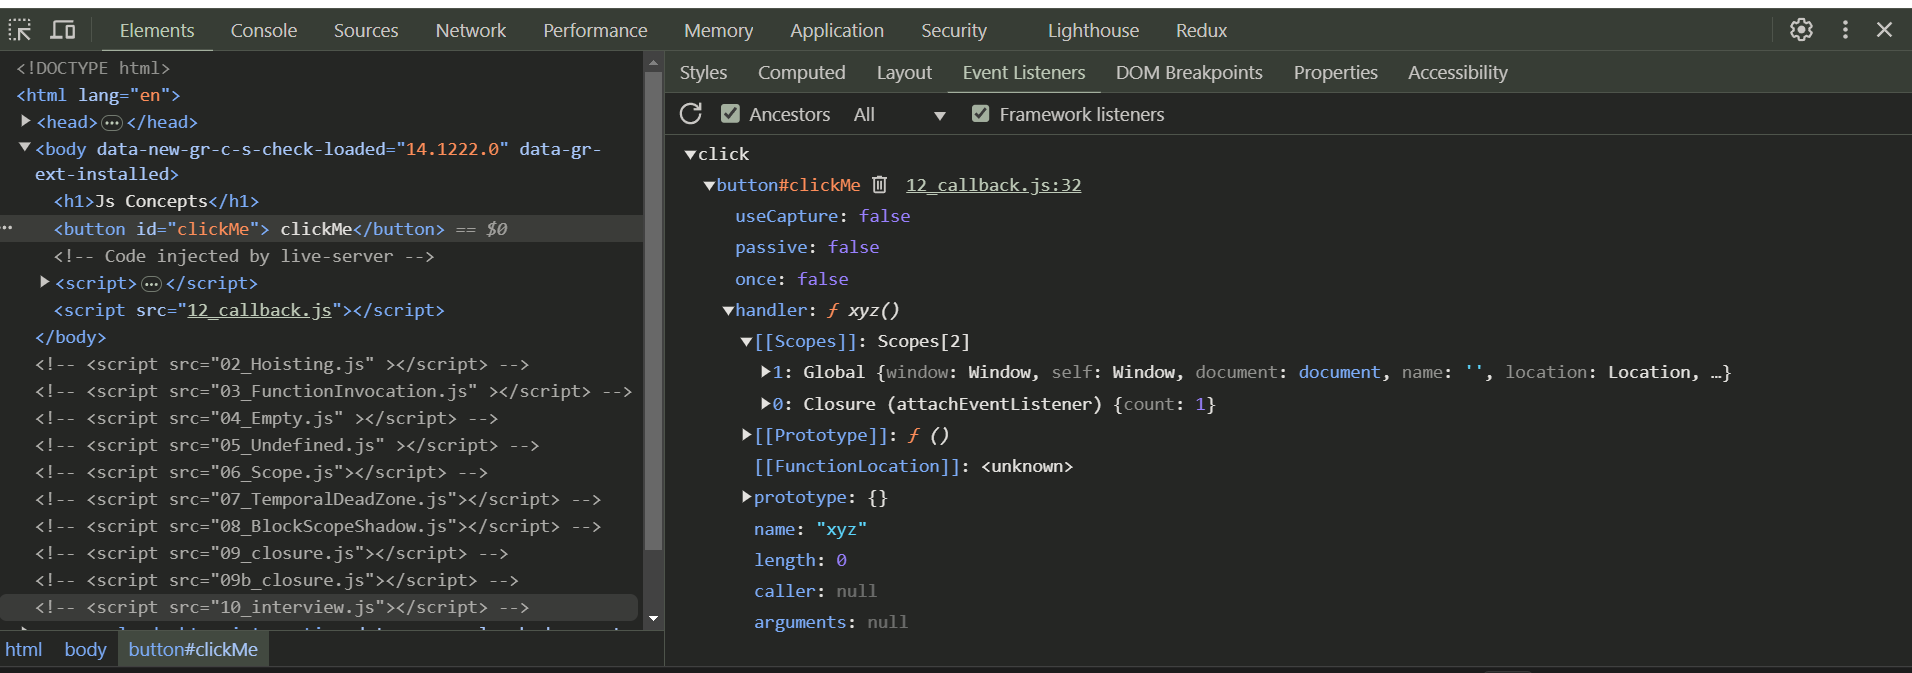 Elements Console Sources Network Performance Memory Application Security Lighthouse Redux
<!DOCTYPE html>
<html lang="en">
<head> ••• </head>
<body data-new-gr-c-s-check-loaded="14.1222.0" data-gr-
ext-installed>
<h1>Js Concepts</h1>
<button id="clickMe"> clickMe</button> == $0
<!-- Code injected by live-server -->
<script> ••• </script>
<script src="12_callback.js"></script>
</body>
<!-- <script src="02_Hoisting.js" ></script> -->
<!-- <script src="03_FunctionInvocation.js" ></script> -->
<!-- <script src="04_Empty.js" ></script> -->
<!-- <script src="05_Undefined.js" ></script> -->
<!-- <script src="06_Scope.js"></script> -->
<!-- <script src="07_TemporalDeadZone.js"></script> -->
<!-- <script src="08_BlockScopeShadow.js"></script> -->
<!-- <script src="09_closure.js"></script> -->
<!-- <script src="09b_closure.js"></script> -->
<!-- <script src="10_interview.js"></script> -->
html body button#clickMe
Styles Computed Layout Event Listeners DOM Breakpoints Properties Accessibility
Ancestors All Framework listeners
click
button#clickMe 12_callback.js:32
useCapture: false
passive: false
once: false
handler: ƒ xyz()
[[Scopes]]: Scopes[2]
1: Global {window: Window, self: Window, document: document, name: '', location: Location, …}
0: Closure (attachEventListener) {count: 1}
[[Prototype]]: ƒ ()
[[FunctionLocation]]: <unknown>
prototype: {}
name: "xyz"
length: 0
caller: null
arguments: null